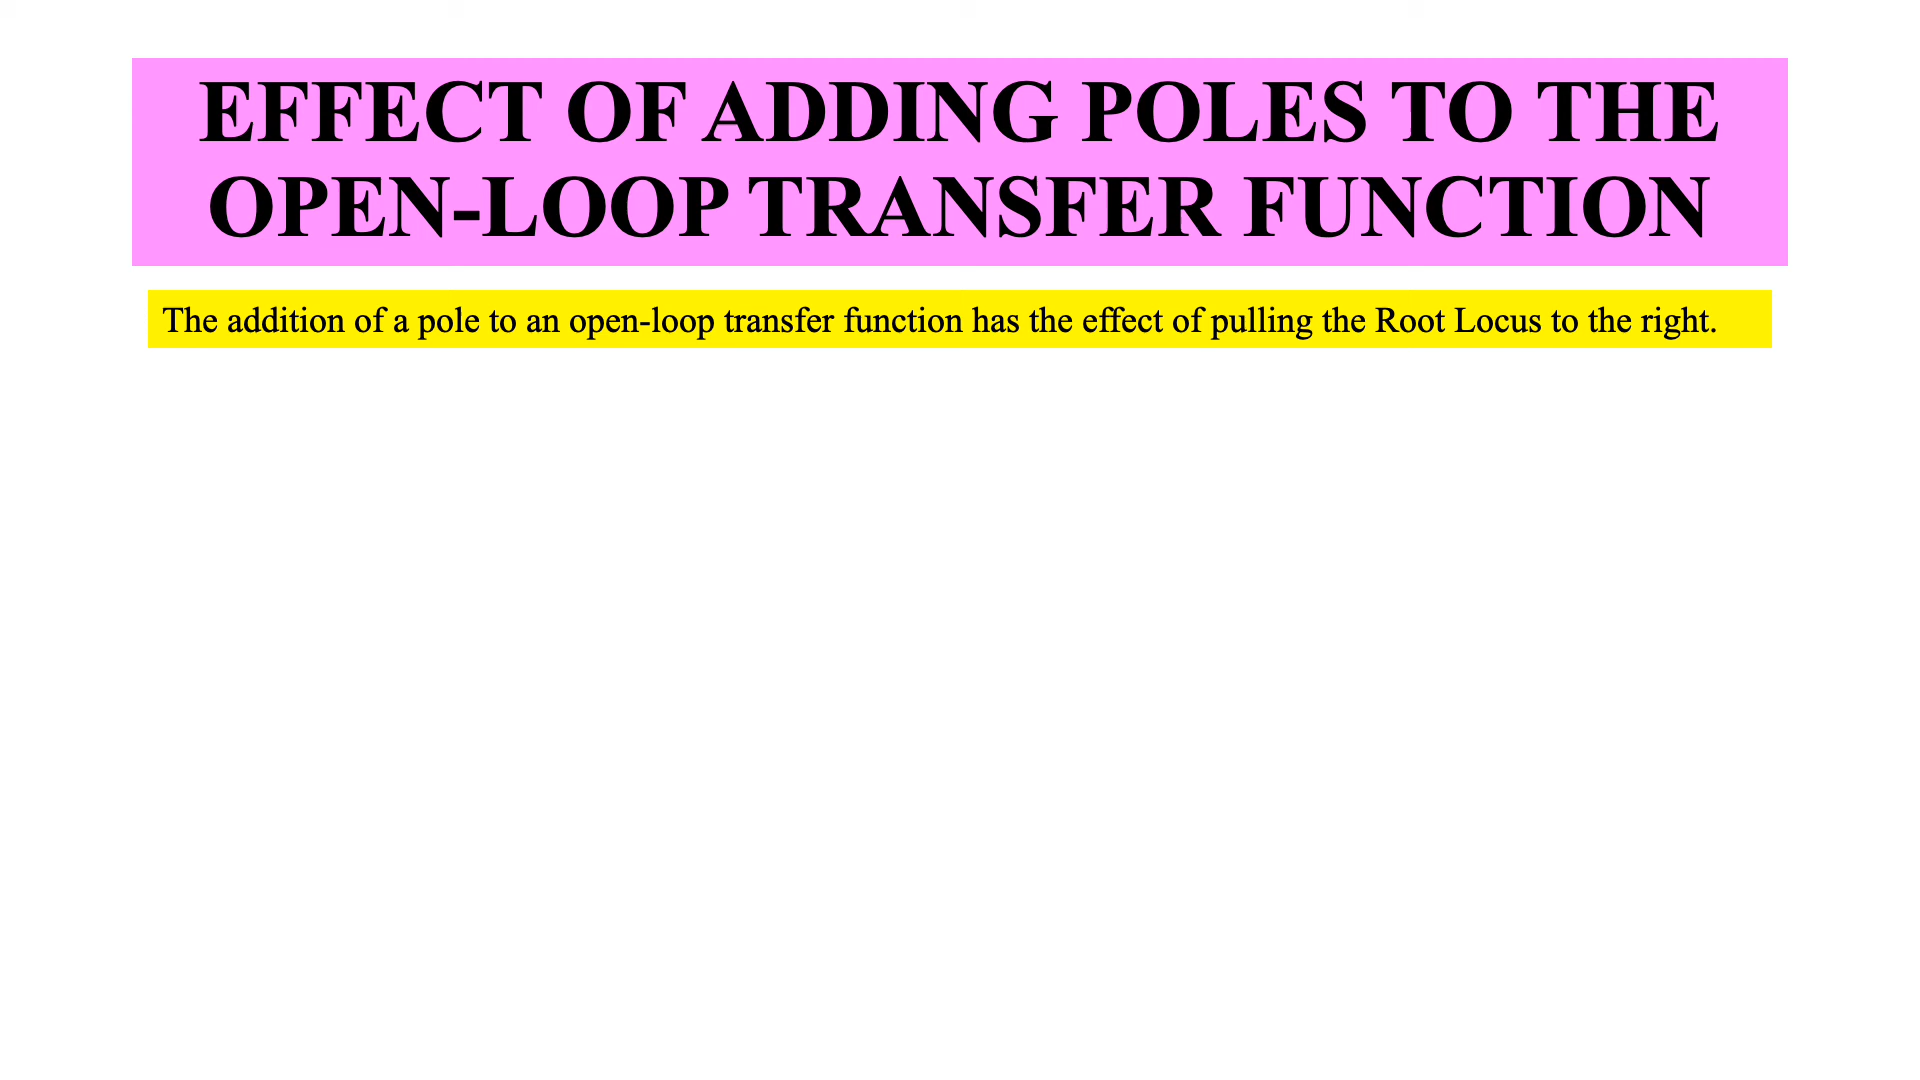 EFFECT OF ADDING POLES TO THE
OPEN-LOOP TRANSFER FUNCTION
The addition of a pole to an open-loop transfer function has the effect of pulling the Root Locus to the right.